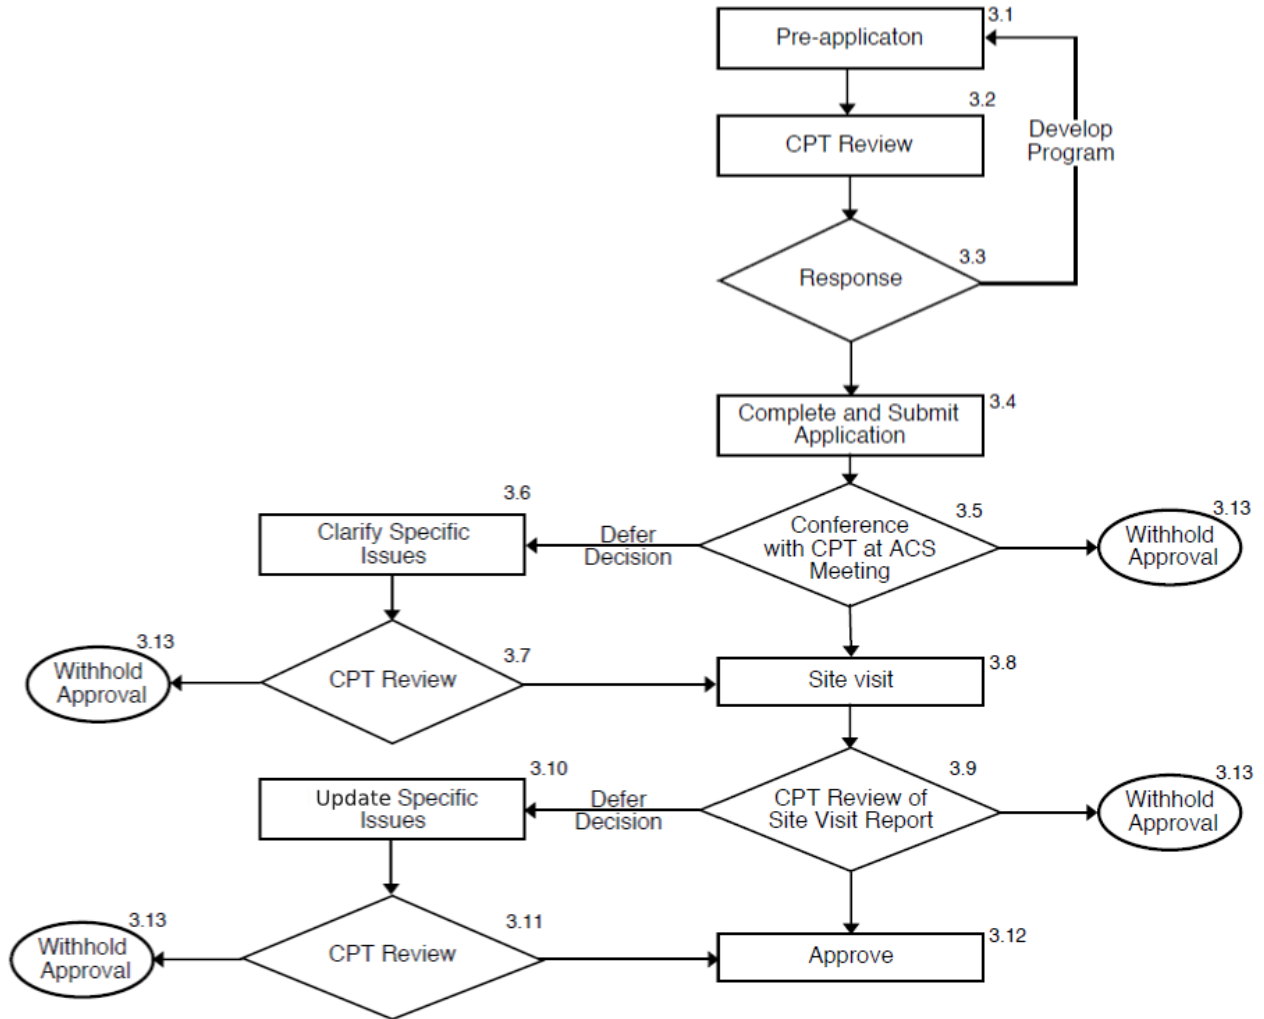 3.1
Pre-applicaton
3.2
CPT Review
Develop
Program
3.3
Response
3.4
Complete and Submit
Application
3.5
Conference
with CPT at ACS
Meeting
3.13
Withhold
Approval
Defer
Decision
3.6
Clarify Specific
Issues
3.7
CPT Review
3.13
Withhold
Approval
3.8
Site visit
3.9
CPT Review of
Site Visit Report
3.13
Withhold
Approval
Defer
Decision
3.10
Update Specific
Issues
3.11
CPT Review
3.13
Withhold
Approval
3.12
Approve